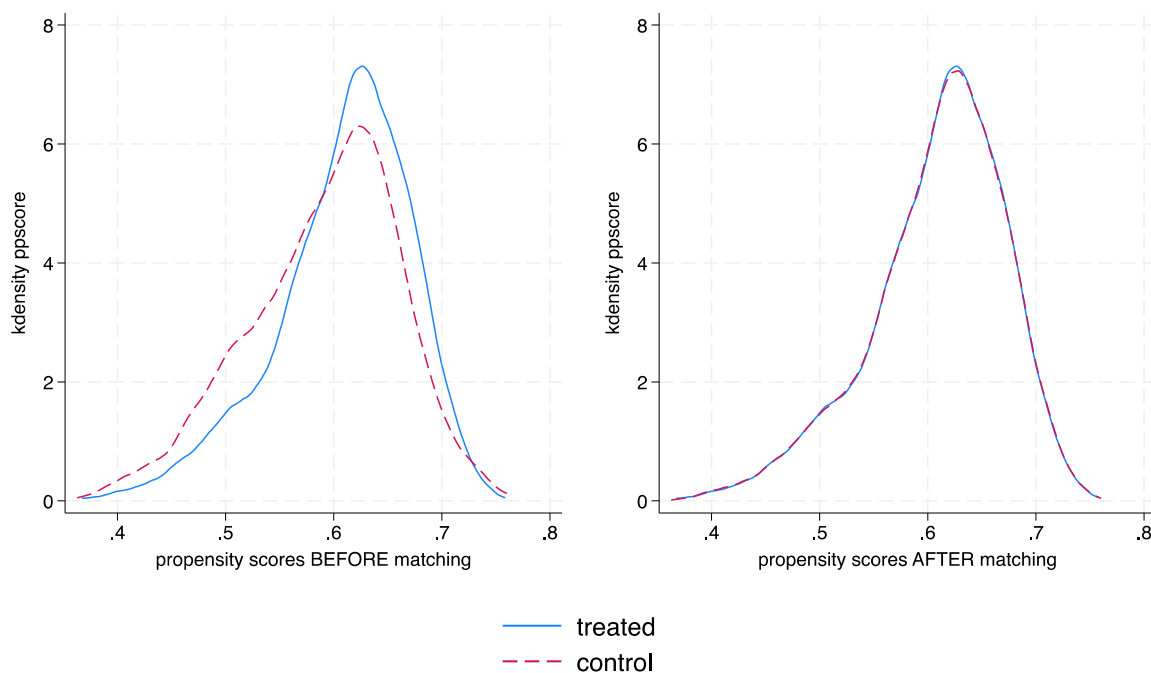 8
6
4
2
0
kdensity ppscore
.4 .5 .6 .7 .8
propensity scores BEFORE matching
8
6
4
2
0
kdensity ppscore
.4 .5 .6 .7 .8
propensity scores AFTER matching
treated
control